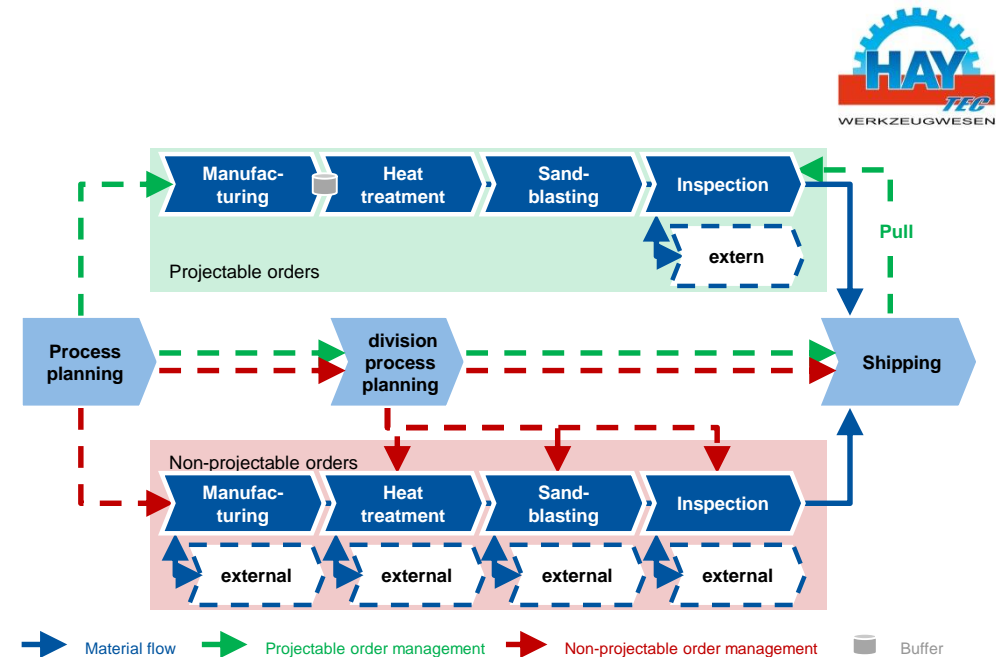 HAY
TEC
WERKZEUGWESEN
Manufac-
turing
Heat
treatment
Sand-
blasting
Inspection
extern
Projectable orders
Pull
Process
planning
division
process
planning
Shipping
Non-projectable orders
Manufac-
turing
Heat
treatment
Sand-
blasting
Inspection
external
external
external
external
Material flow
Projectable order management
Non-projectable order management
Buffer